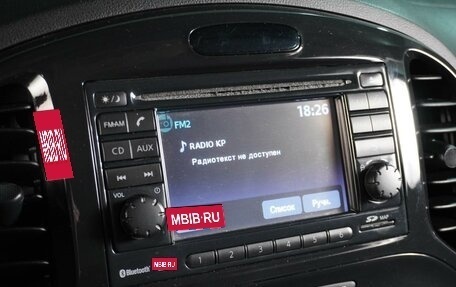 18:26
FM2
FM·AM
RADIO KP
CD AUX
Радиотекст не доступен
VOL
Список Ручн.
MBIB.RU
SD MAP
1 2 3 4 5 6
Bluetooth
MBIB.RU